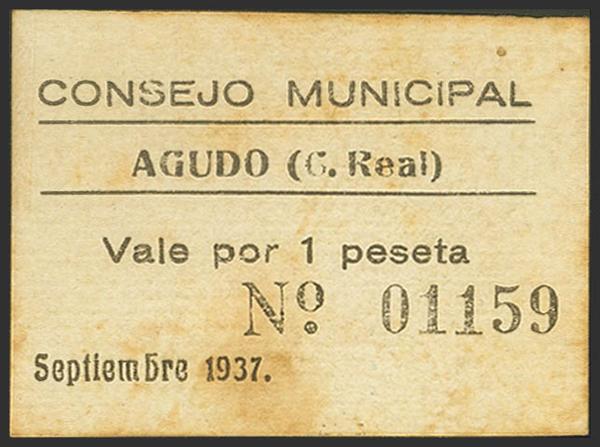 CONSEJO MUNICIPAL
AGUDO (C. Real)
Vale por 1 peseta
Nº 01159
Septiembre 1937.